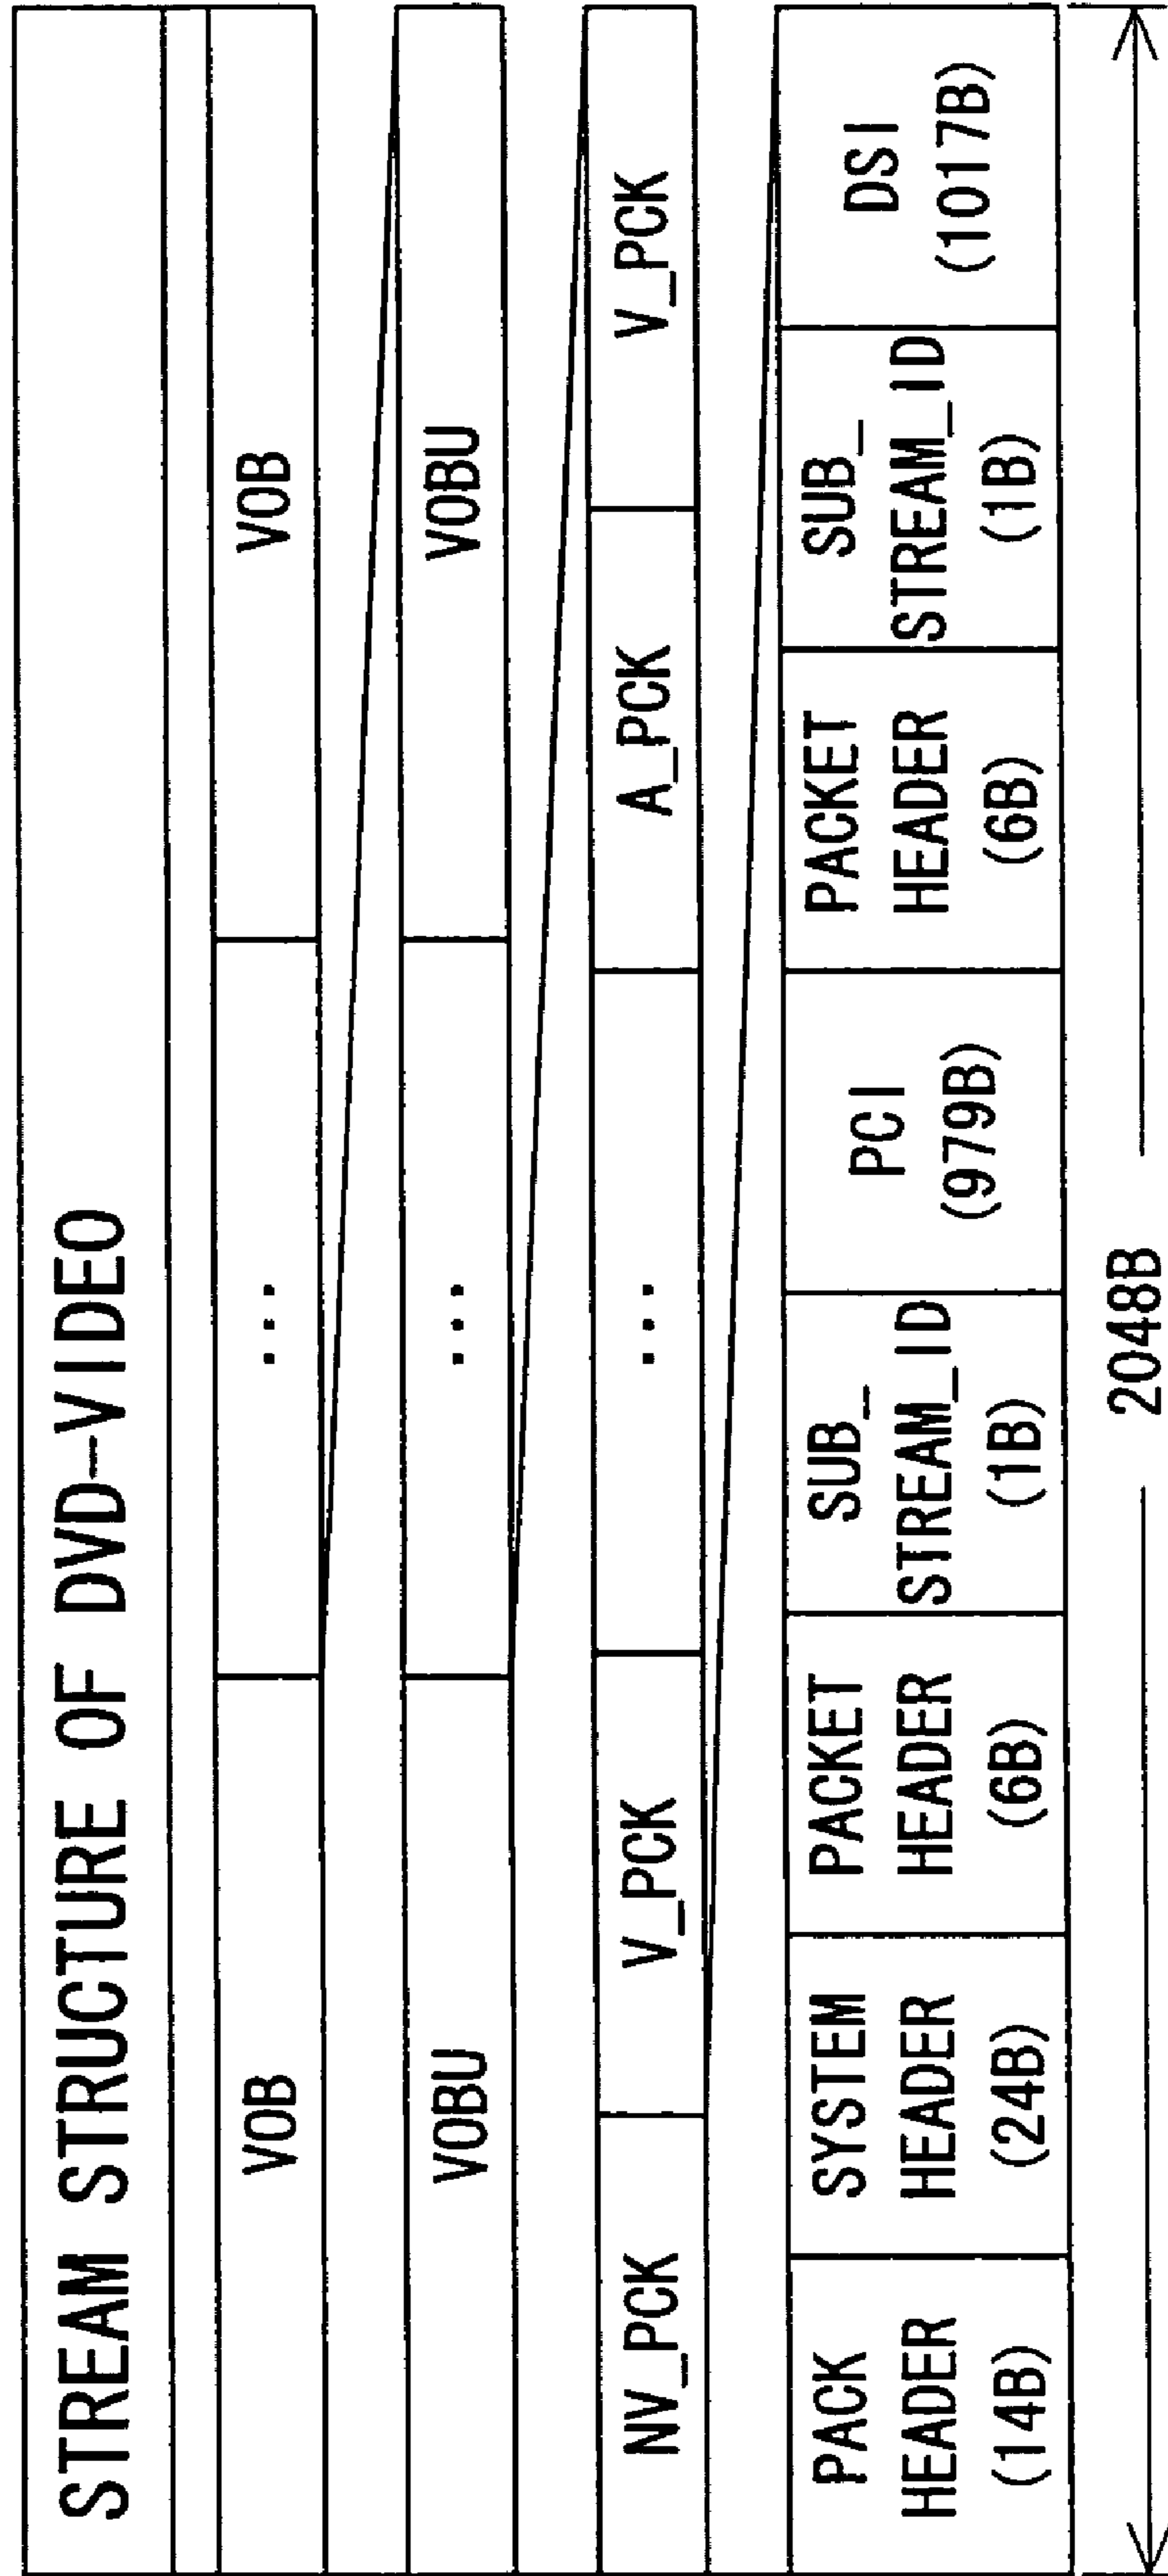 STREAM STRUCTURE OF DVD-VIDEO
VOB ... VOB
VOBU ... VOBU
NV_PCK V_PCK ... A_PCK V_PCK
PACK HEADER (14B)
SYSTEM HEADER (24B)
PACKET HEADER (6B)
SUB_ STREAM_ID (1B)
PCI (979B)
PACKET HEADER (6B)
SUB_ STREAM_ID (1B)
DSI (1017B)
2048B